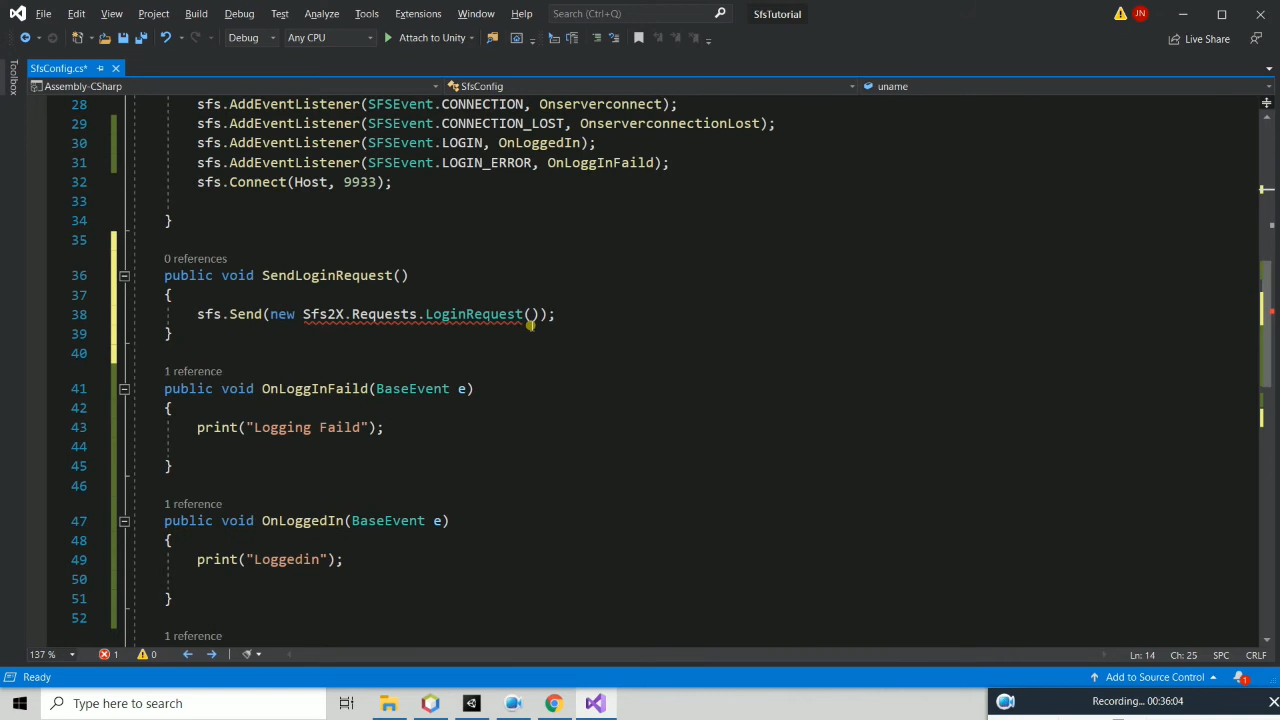 File Edit View Project Build Debug Test Analyze Tools Extensions Window Help Search (Ctrl+Q) SfsTutorial JN
Debug Any CPU Attach to Unity Live Share
SfsConfig.cs*
Toolbox
Assembly-CSharp SfsConfig uname
28 sfs.AddEventListener(SFSEvent.CONNECTION, Onserverconnect);
29 sfs.AddEventListener(SFSEvent.CONNECTION_LOST, OnserverconnectionLost);
30 sfs.AddEventListener(SFSEvent.LOGIN, OnLoggedIn);
31 sfs.AddEventListener(SFSEvent.LOGIN_ERROR, OnLoggInFaild);
32 sfs.Connect(Host, 9933);
33
34 }
35
0 references
36 public void SendLoginRequest()
37 {
38 sfs.Send(new Sfs2X.Requests.LoginRequest());
39 }
40
1 reference
41 public void OnLoggInFaild(BaseEvent e)
42 {
43 print("Logging Faild");
44
45 }
46
1 reference
47 public void OnLoggedIn(BaseEvent e)
48 {
49 print("Loggedin");
50
51 }
52
1 reference
137 % 1 0 Ln: 14 Ch: 25 SPC CRLF
Ready Add to Source Control 1
Type here to search Recording... 00:36:04